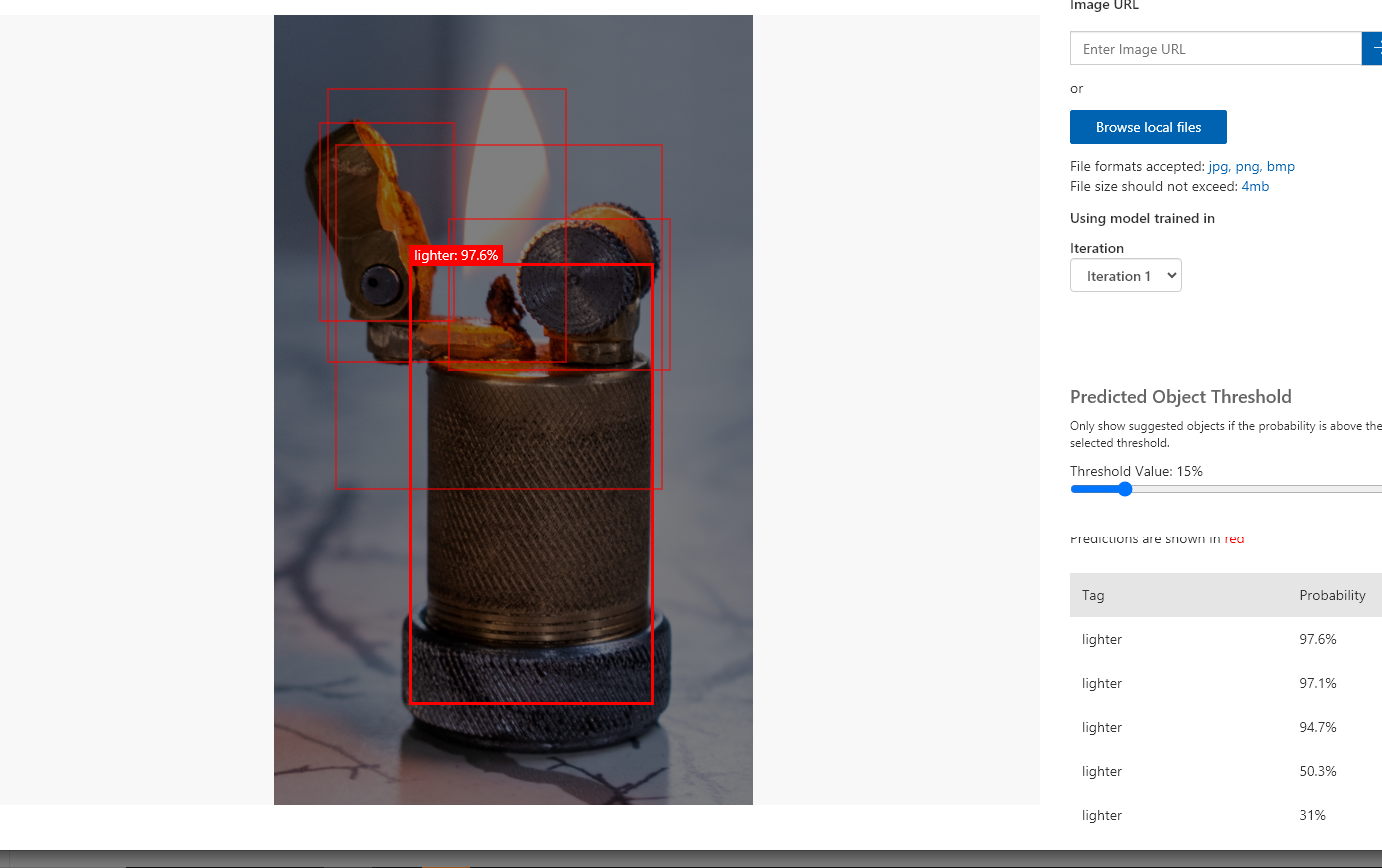 Image URL
Enter Image URL
or
Browse local files
File formats accepted: jpg, png, bmp
File size should not exceed: 4mb
Using model trained in
Iteration
Iteration 1
lighter: 97.6%
Predicted Object Threshold
Only show suggested objects if the probability is above the
selected threshold.
Threshold Value: 15%
Predictions are shown in red
Tag Probability
lighter 97.6%
lighter 97.1%
lighter 94.7%
lighter 50.3%
lighter 31%